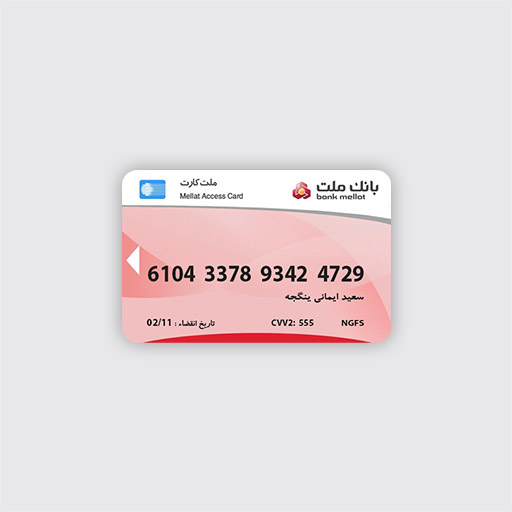 ملت کارت
Mellat Access Card
بانک ملت
bank mellat
6104 3378 9342 4729
سعید ایمانی ینگجه
تاریخ انقضاء : 02/11 CVV2: 555 NGFS